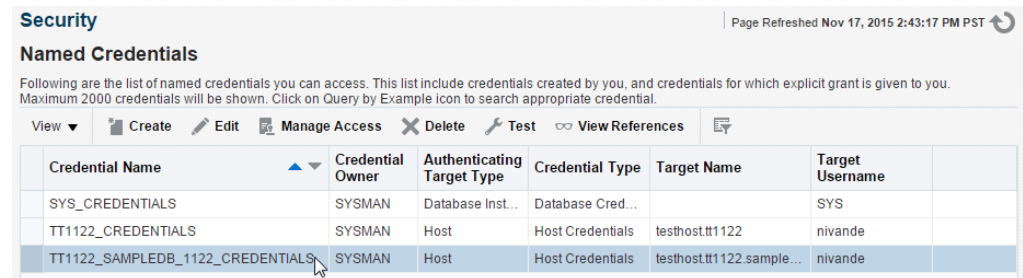 Security
Page Refreshed Nov 17, 2015 2:43:17 PM PST
Named Credentials
Following are the list of named credentials you can access. This list include credentials created by you, and credentials for which explicit grant is given to you.
Maximum 2000 credentials will be shown. Click on Query by Example icon to search appropriate credential.
View Create Edit Manage Access Delete Test View References
Credential Name Credential Owner Authenticating Target Type Credential Type Target Name Target Username
SYS_CREDENTIALS SYSMAN Database Inst... Database Cred... SYS
TT1122_CREDENTIALS SYSMAN Host Host Credentials testhost.tt1122 nivande
TT1122_SAMPLEDB_1122_CREDENTIALS SYSMAN Host Host Credentials testhost.tt1122.sample... nivande